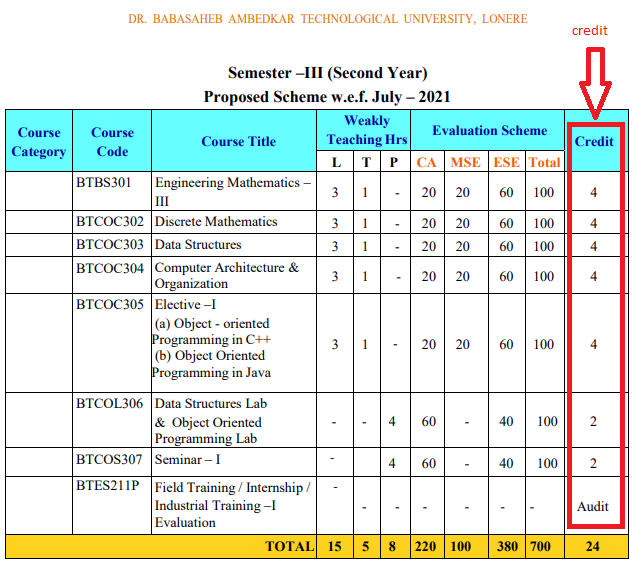 DR. BABASAHEB AMBEDKAR TECHNOLOGICAL UNIVERSITY, LONERE
credit
Semester –III (Second Year)
Proposed Scheme w.e.f. July – 2021
Course Category | Course Code | Course Title | Weakly Teaching Hrs | Evaluation Scheme | Credit
L T P CA MSE ESE Total
BTBS301 Engineering Mathematics – III 3 1 - 20 20 60 100 4
BTCOC302 Discrete Mathematics 3 1 - 20 20 60 100 4
BTCOC303 Data Structures 3 1 - 20 20 60 100 4
BTCOC304 Computer Architecture & Organization 3 1 - 20 20 60 100 4
BTCOC305 Elective –I
(a) Object - oriented
Programming in C++
(b) Object Oriented
Programming in Java
3 1 - 20 20 60 100 4
BTCOL306 Data Structures Lab
& Object Oriented
Programming Lab
- - 4 60 - 40 100 2
BTCOS307 Seminar – I - 4 60 - 40 100 2
BTES211P Field Training / Internship / -
Industrial Training –I
Evaluation
- - - - - - Audit
TOTAL 15 5 8 220 100 380 700 24